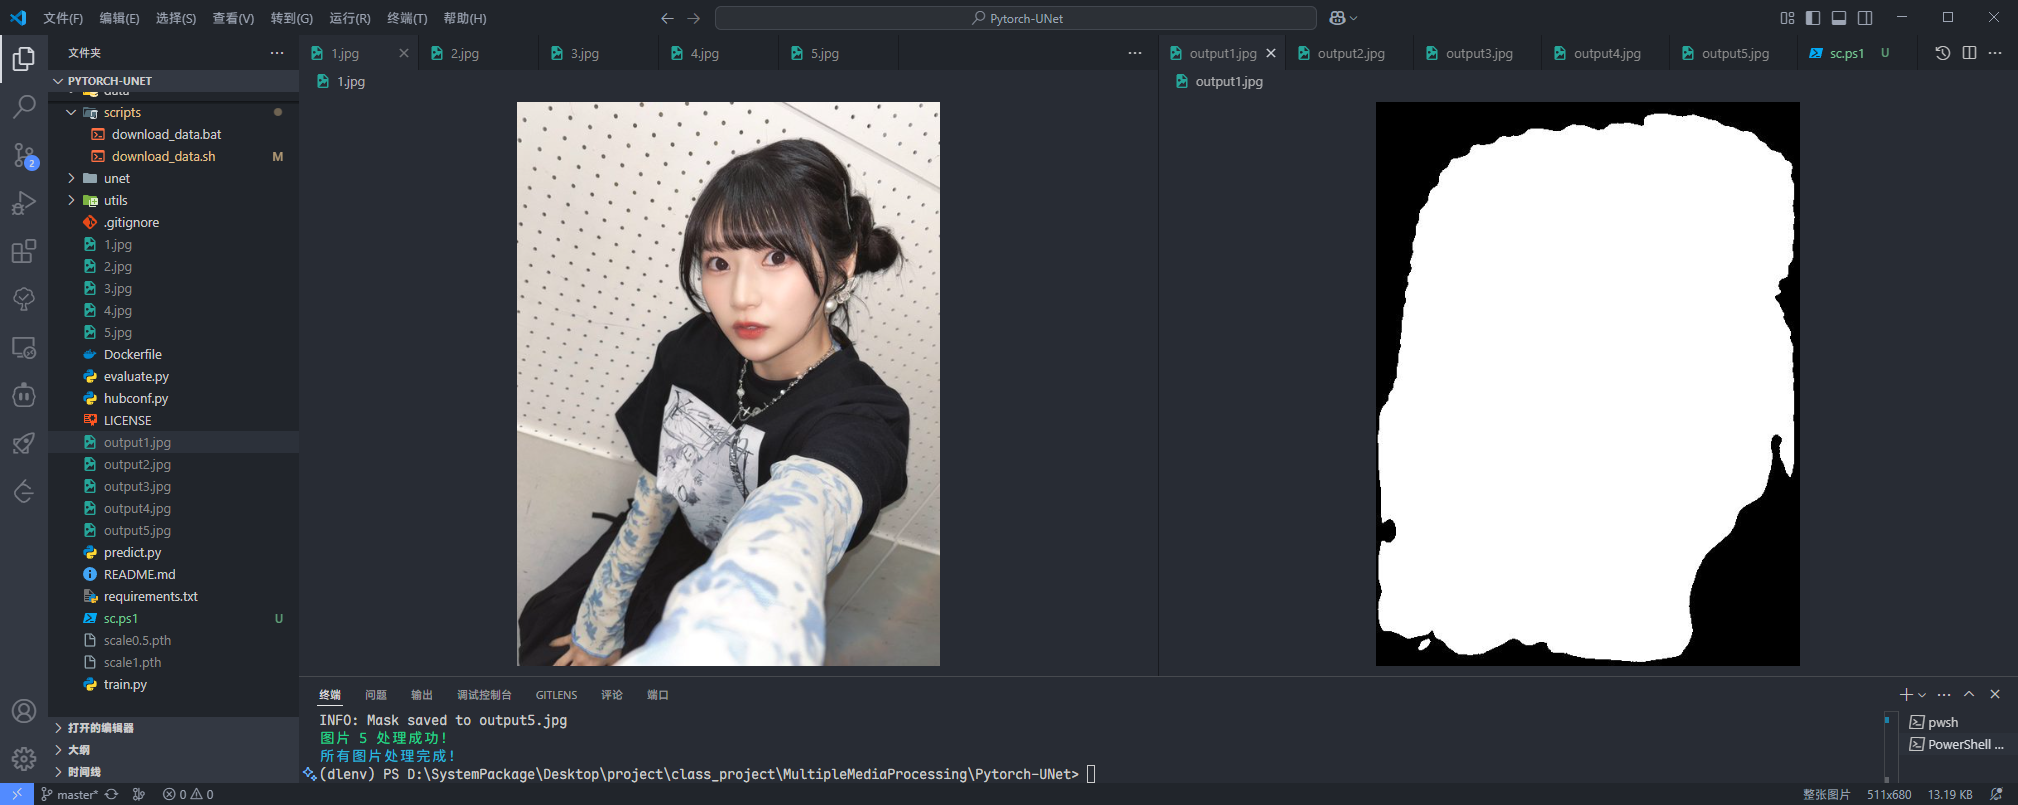 文件(F) 编辑(E) 选择(S) 查看(V) 转到(G) 运行(R) 终端(T) 帮助(H)
Pytorch-UNet
文件夹
PYTORCH-UNET
data
scripts
download_data.bat
download_data.sh M
unet
utils
.gitignore
1.jpg
2.jpg
3.jpg
4.jpg
5.jpg
Dockerfile
evaluate.py
hubconf.py
LICENSE
output1.jpg
output2.jpg
output3.jpg
output4.jpg
output5.jpg
predict.py
README.md
requirements.txt
sc.ps1 U
scale0.5.pth
scale1.pth
train.py
打开的编辑器
大纲
时间线
2
1.jpg 2.jpg 3.jpg 4.jpg 5.jpg
1.jpg
output1.jpg output2.jpg output3.jpg output4.jpg output5.jpg sc.ps1 U
output1.jpg
终端 问题 输出 调试控制台 GITLENS 评论 端口
INFO: Mask saved to output5.jpg
图片 5 处理成功!
所有图片处理完成!
(dlenv) PS D:\SystemPackage\Desktop\project\class_project\MultipleMediaProcessing\Pytorch-UNet>
pwsh
PowerShell ...
master* 0 0
整张图片 511x680 13.19 KB